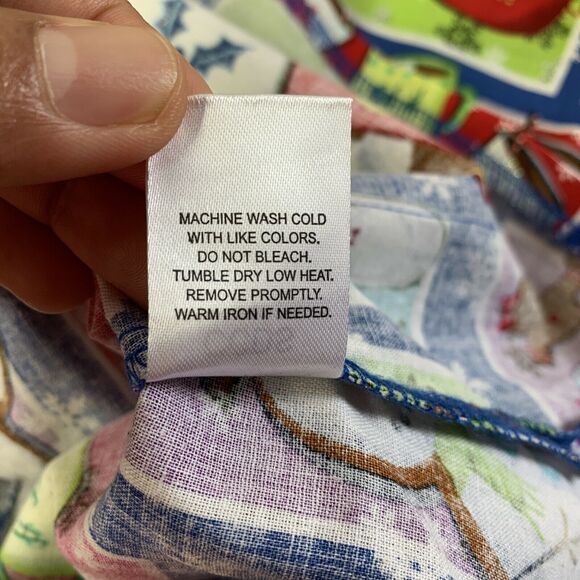 MACHINE WASH COLD
WITH LIKE COLORS.
DO NOT BLEACH.
TUMBLE DRY LOW HEAT.
REMOVE PROMPTLY.
WARM IRON IF NEEDED.